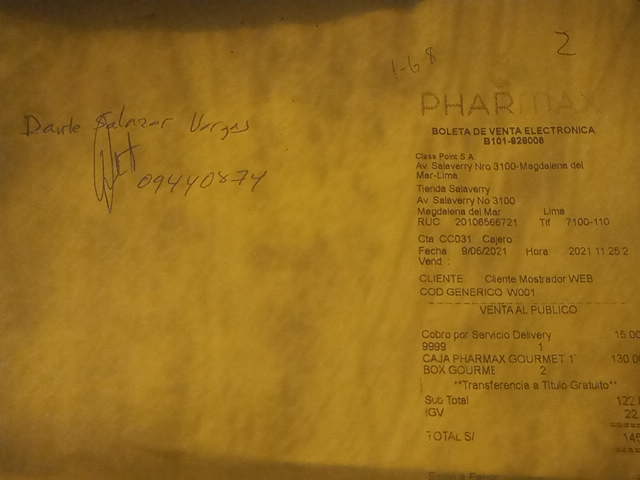 2
1-68
PHARMAX
BOLETA DE VENTA ELECTRONICA
B101-828006
Class Point S.A.
Av. Salaverry Nro 3100-Magdalena del
Mar-Lima
Tienda Salaverry
Av Salaverry No 3100
Magdalena del Mar Lima
RUC 20106566721 Tlf 7100-110
Cta CC031 Cajero
Fecha 9/06/2021 Hora 2021 11:25:2
Vend :
CLIENTE Cliente Mostrador WEB
COD GENERICO W001
VENTA AL PUBLICO
Cobro por Servicio Delivery 15.00
9999 1
CAJA PHARMAX GOURMET 1 130.0
BOX GOURME 2
**Transferencia a Titulo Gratuito**
Sub Total 122.
IGV 22.
TOTAL S/ 145
Dante Salazar Vargas
09440874